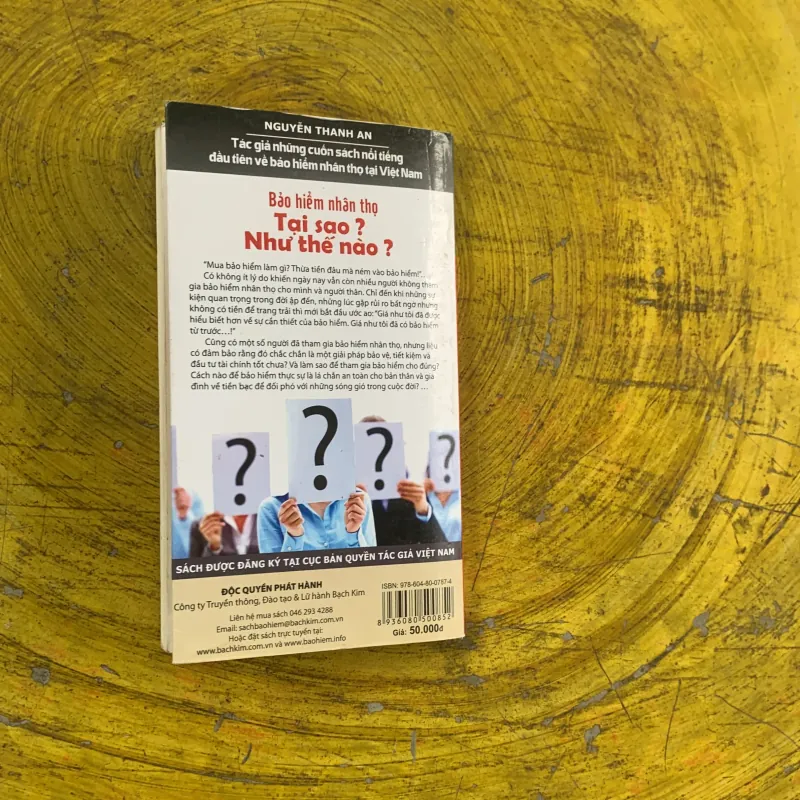 NGUYỄN THANH AN
Tác giả những cuốn sách nổi tiếng
đầu tiên về bảo hiểm nhân thọ tại Việt Nam
Bảo hiểm nhân thọ
Tại sao ?
Như thế nào ?
"Mua bảo hiểm làm gì? Thừa tiền đâu mà ném vào bảo hiểm!"...
Có không ít lý do khiến ngày nay vẫn còn nhiều người không tham
gia bảo hiểm nhân thọ cho mình và người thân. Chỉ đến khi những sự
kiện quan trọng trong đời ập đến, những lúc gặp rủi ro bất ngờ nhưng
không có tiền để trang trải thì mới bắt đầu ước ao: "Giá như tôi đã được
hiểu biết hơn về sự cần thiết của bảo hiểm. Giá như tôi đã có bảo hiểm
từ trước...!"
Cũng có một số người đã tham gia bảo hiểm nhân thọ, nhưng liệu
có đảm bảo rằng đó chắc chắn là một giải pháp bảo vệ, tiết kiệm và
đầu tư tài chính tốt chưa? Và làm sao để tham gia bảo hiểm cho đúng?
Cách nào để bảo hiểm thực sự là lá chắn an toàn cho bản thân và gia
đình về tiền bạc để đối phó với những sóng gió trong cuộc đời? ...
? ? ? ?
SÁCH ĐƯỢC ĐĂNG KÝ TẠI CỤC BẢN QUYỀN TÁC GIẢ VIỆT NAM
ĐỘC QUYỀN PHÁT HÀNH
Công ty Truyền thông, Đào tạo & Lữ hành Bạch Kim
Liên hệ mua sách 046 293 4288
Email: sachbaohiem@bachkim.com.vn
Hoặc đặt sách trực tuyến tại:
www.bachkim.com.vn và www.baohiem.info
ISBN: 978-604-80-0757-4
8 936080 500852
Giá: 50.000đ